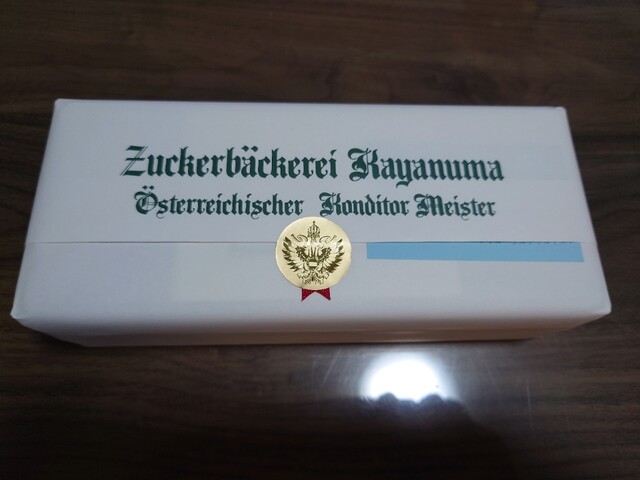 Zuckerbäckerei Kayanuma
Österreichischer Konditor Meister